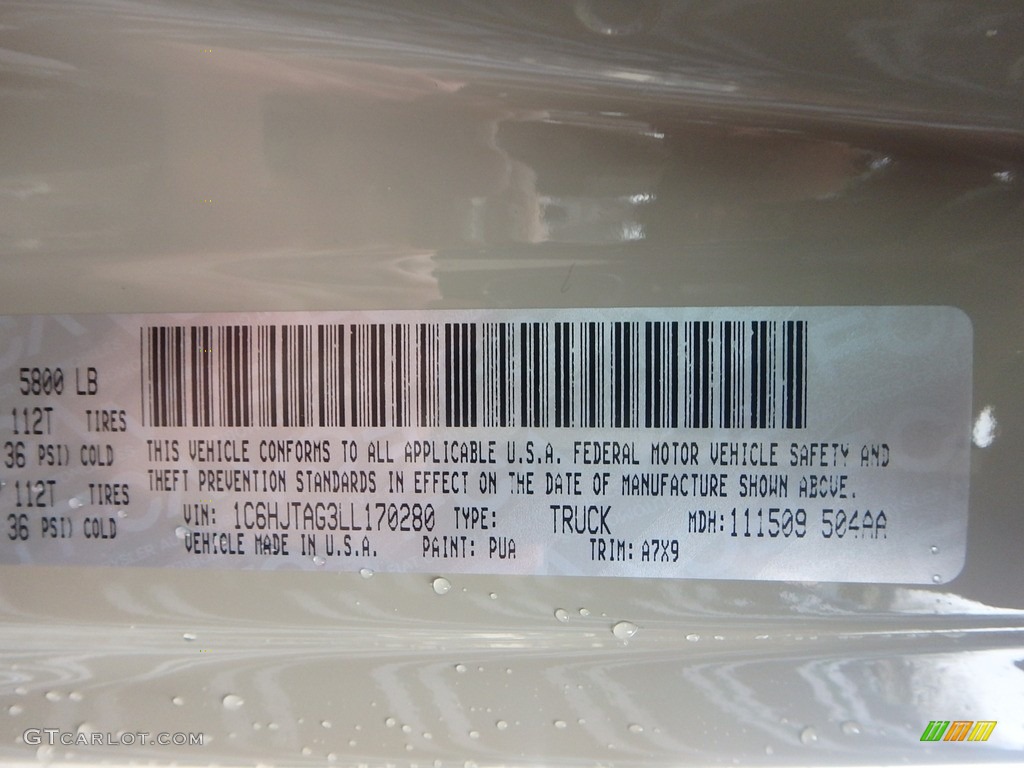 5800 LB
112T TIRES
36 PSI) COLD
112T TIRES
36 PSI) COLD
THIS VEHICLE CONFORMS TO ALL APPLICABLE U.S.A. FEDERAL MOTOR VEHICLE SAFETY AND
THEFT PREVENTION STANDARDS IN EFFECT ON THE DATE OF MANUFACTURE SHOWN ABOVE.
VIN: 1C6HJTAG3LL170280 TYPE: TRUCK MDH:111509 504AA
VEHICLE MADE IN U.S.A. PAINT: PUA TRIM: A7X9
GTCARLOT.COM